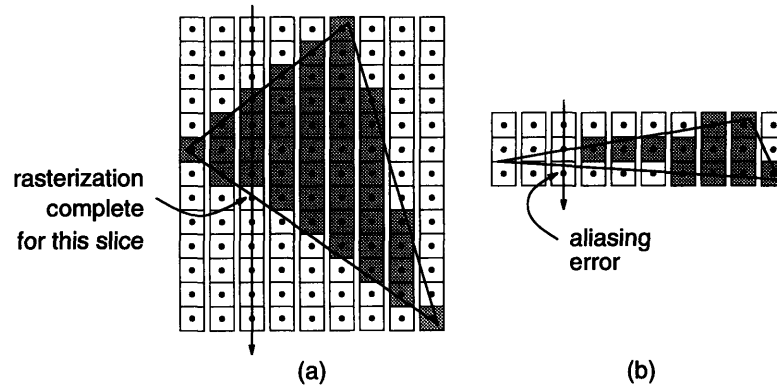 rasterization
complete
for this slice
aliasing
error
(a)
(b)